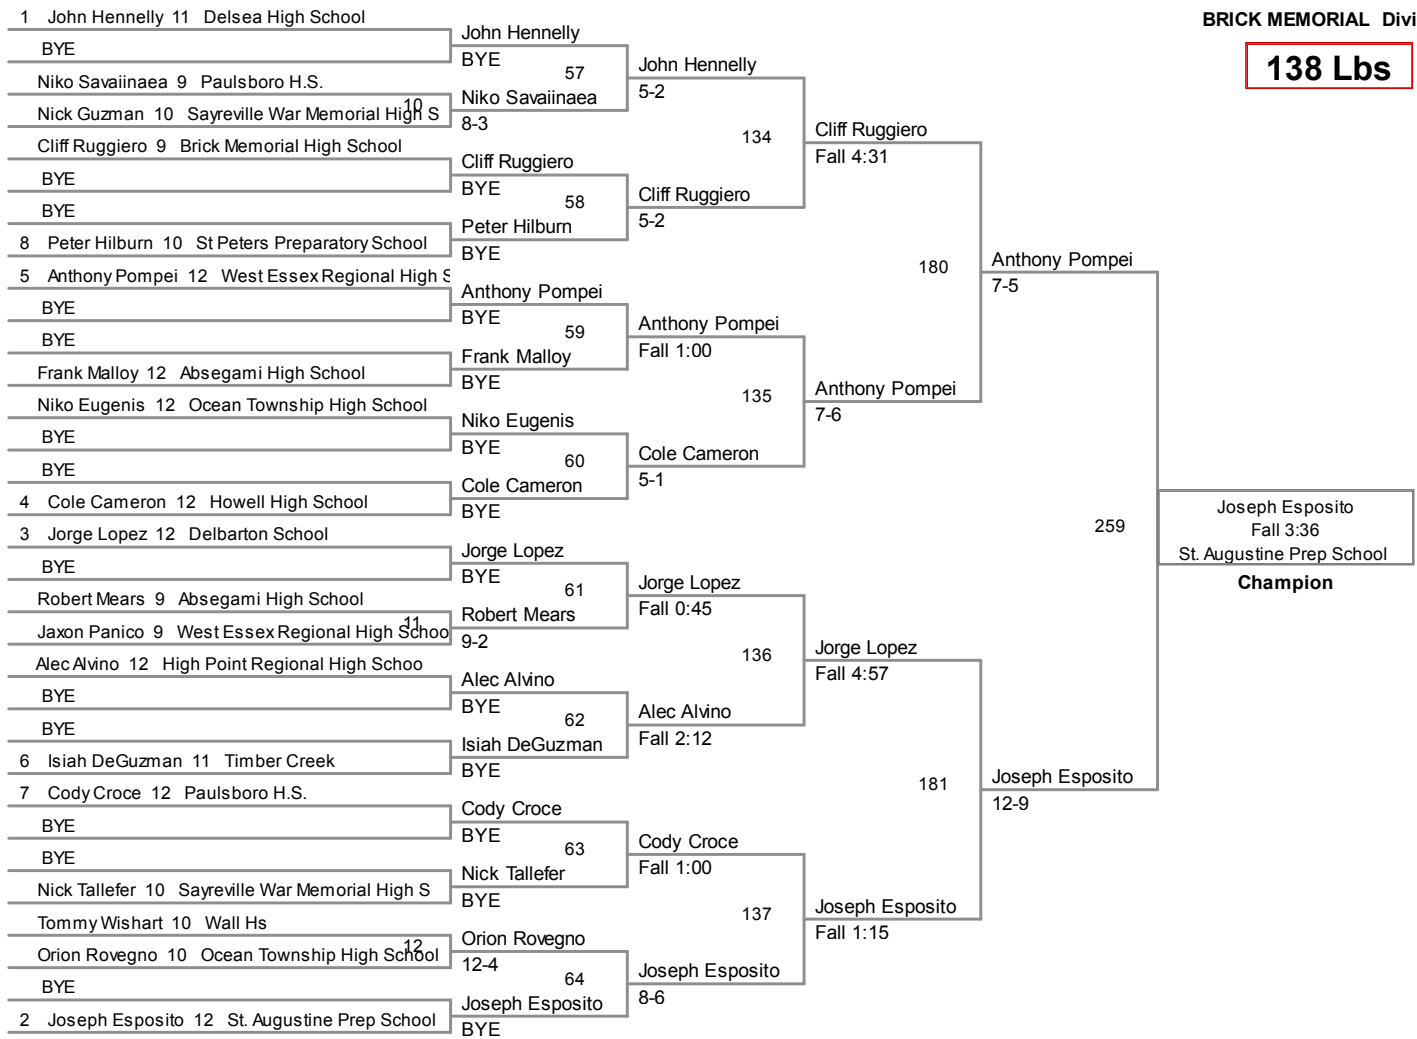 1 John Hennelly 11 Delsea High School
BYE
Niko Savaiinaea 9 Paulsboro H.S.
Nick Guzman 10 Sayreville War Memorial High S
10
Cliff Ruggiero 9 Brick Memorial High School
BYE
BYE
8 Peter Hilburn 10 St Peters Preparatory School
5 Anthony Pompei 12 West Essex Regional High S
BYE
BYE
Frank Malloy 12 Absegami High School
Niko Eugenis 12 Ocean Township High School
BYE
BYE
4 Cole Cameron 12 Howell High School
3 Jorge Lopez 12 Delbarton School
BYE
Robert Mears 9 Absegami High School
Jaxon Panico 9 West Essex Regional High Schoo
11
Alec Alvino 12 High Point Regional High Schoo
BYE
BYE
6 Isiah DeGuzman 11 Timber Creek
7 Cody Croce 12 Paulsboro H.S.
BYE
BYE
Nick Tallefer 10 Sayreville War Memorial High S
Tommy Wishart 10 Wall Hs
Orion Rovegno 10 Ocean Township High School
12
BYE
2 Joseph Esposito 12 St. Augustine Prep School
John Hennelly
BYE
57
Niko Savaiinaea
8-3
Cliff Ruggiero
BYE
58
Peter Hilburn
BYE
Anthony Pompei
BYE
59
Frank Malloy
BYE
Niko Eugenis
BYE
60
Cole Cameron
BYE
Jorge Lopez
BYE
61
Robert Mears
9-2
Alec Alvino
BYE
62
Isiah DeGuzman
BYE
Cody Croce
BYE
63
Nick Tallefer
BYE
Orion Rovegno
12-4
64
Joseph Esposito
BYE
John Hennelly
5-2
134
Cliff Ruggiero
5-2
Anthony Pompei
Fall 1:00
135
Cole Cameron
5-1
Jorge Lopez
Fall 0:45
136
Alec Alvino
Fall 2:12
Cody Croce
Fall 1:00
137
Joseph Esposito
8-6
Cliff Ruggiero
Fall 4:31
180
Anthony Pompei
7-6
Jorge Lopez
Fall 4:57
181
Joseph Esposito
Fall 1:15
Anthony Pompei
7-5
259
Joseph Esposito
12-9
BRICK MEMORIAL Divi
138 Lbs
Joseph Esposito
Fall 3:36
St. Augustine Prep School
Champion